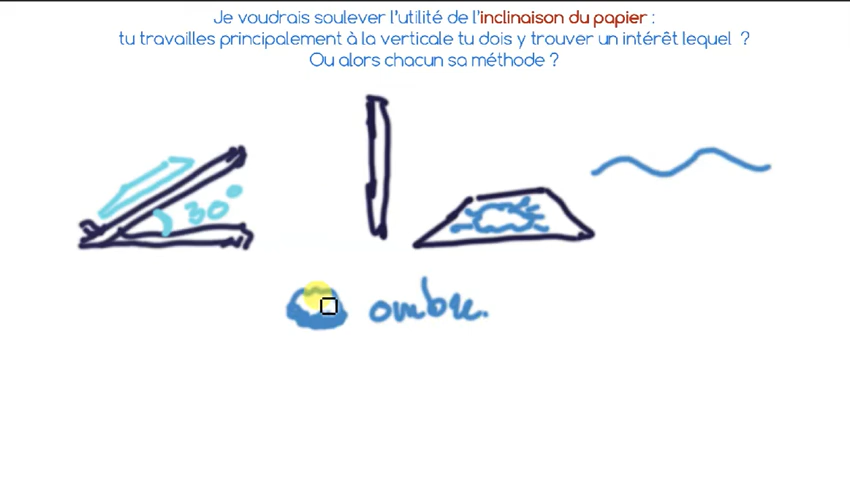 Je voudrais soulever l'utilité de l'inclinaison du papier :
tu travailles principalement à la verticale tu dois y trouver un intérêt lequel ?
Ou alors chacun sa méthode ?
30°
ombre.